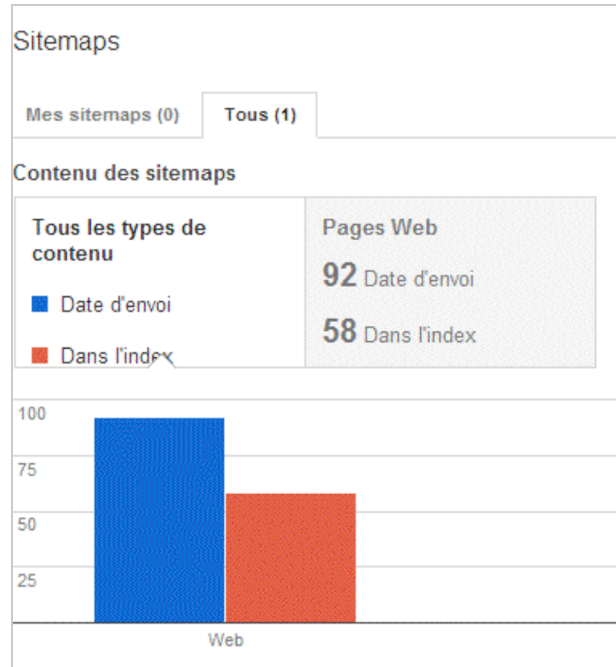 Sitemaps
Mes sitemaps (0)
Tous (1)
Contenu des sitemaps
Tous les types de
contenu
Date d'envoi
Dans l'index
Pages Web
92 Date d'envoi
58 Dans l'index
100
75
50
25
Web